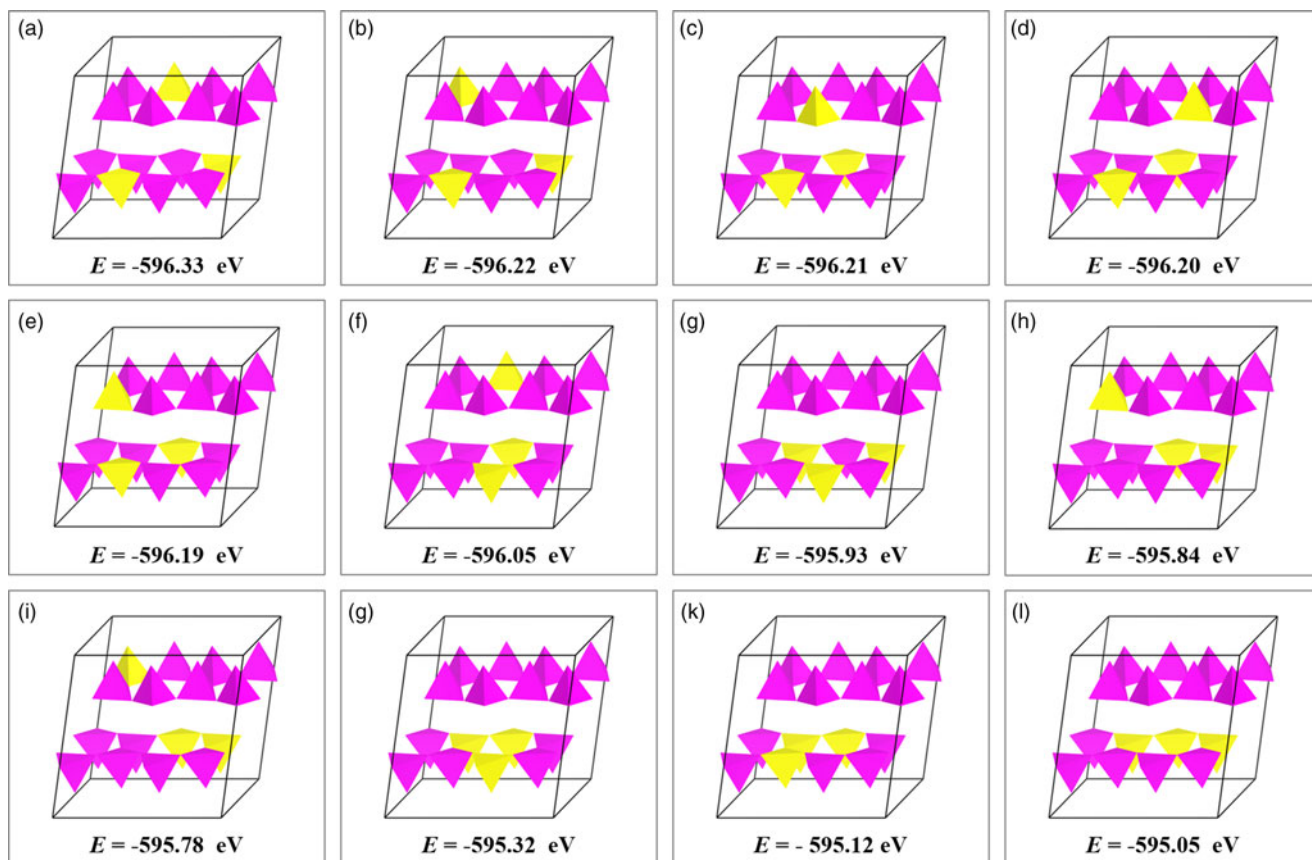 (a)
(b)
(c)
(d)
E = -596.33 eV
E = -596.22 eV
E = -596.21 eV
E = -596.20 eV
(e)
(f)
(g)
(h)
E = -596.19 eV
E = -596.05 eV
E = -595.93 eV
E = -595.84 eV
(i)
(g)
(k)
(l)
E = -595.78 eV
E = -595.32 eV
E = - 595.12 eV
E = -595.05 eV